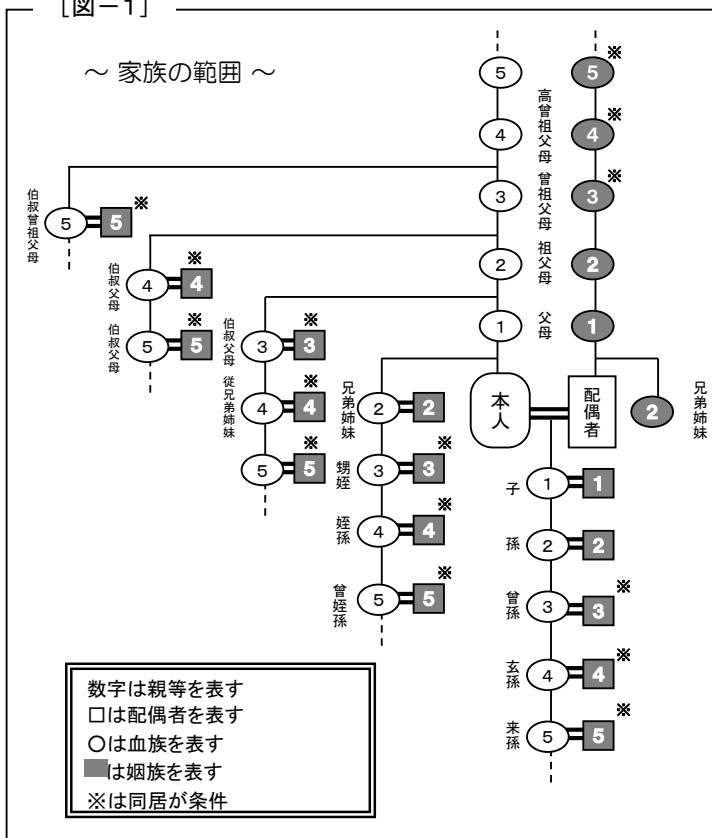 ［図－1］
～ 家族の範囲 ～
5 5 ※
高曾祖父母
4 4 ※
曾祖父母
3 3 ※
伯叔曾祖父母
5 5 ※
祖父母
2 2
伯叔父母
4 4 ※
父母
1 1
伯叔父母
5 5 ※
伯叔父母
3 3 ※
本人
配偶者
2
兄弟姉妹
従兄弟姉妹
4 4 ※
兄弟姉妹
2 2
5 5 ※
甥姪
3 3 ※
子
1 1
姪孫
4 4 ※
孫
2 2
曾姪孫
5 5 ※
曾孫
3 3 ※
玄孫
4 4 ※
来孫
5 5 ※
数字は親等を表す
□は配偶者を表す
○は血族を表す
■は姻族を表す
※は同居が条件